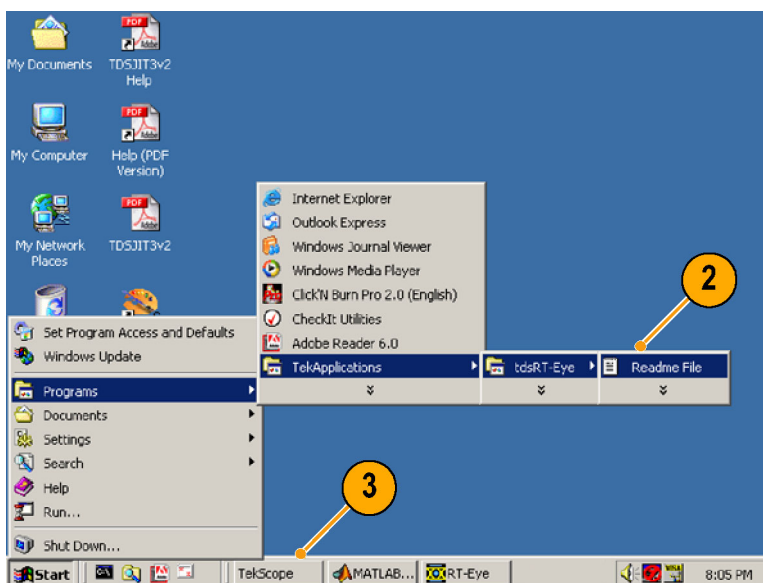 My Documents
TDSJIT3v2
Help
My Computer
Help (PDF
Version)
My Network
Places
TDSJIT3v2
Internet Explorer
Outlook Express
Windows Journal Viewer
Windows Media Player
Click'N Burn Pro 2.0 (English)
CheckIt Utilities
Adobe Reader 6.0
TekApplications
tdsRT-Eye
Readme File
2
Set Program Access and Defaults
Windows Update
Programs
Documents
Settings
Search
Help
Run...
Shut Down...
3
Start
TekScope
MATLAB...
RT-Eye
8:05 PM